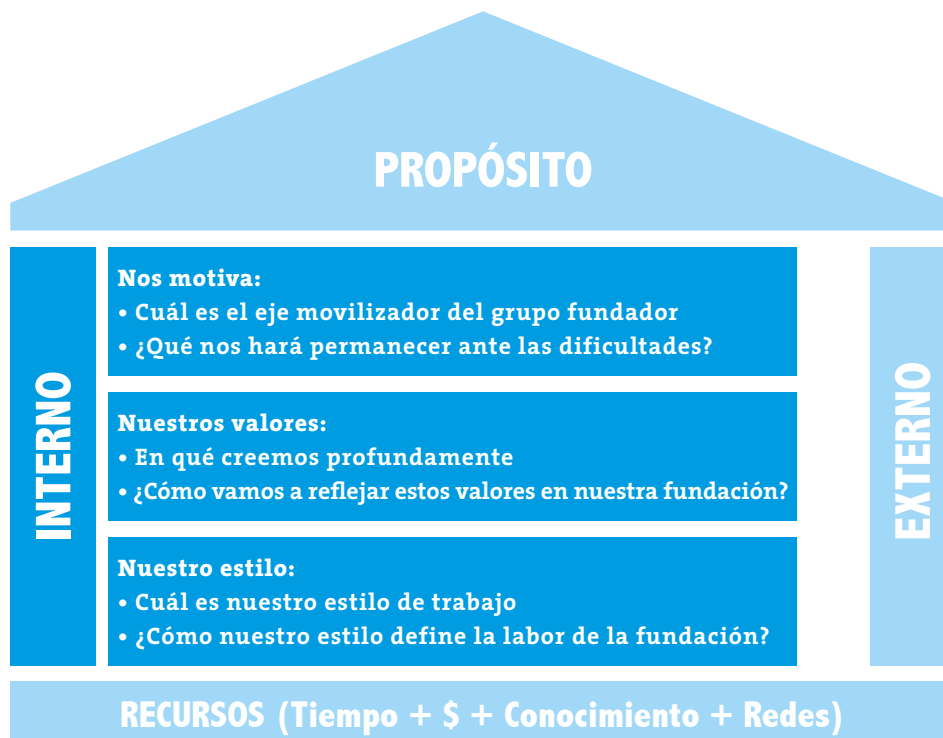 PROPÓSITO
INTERNO
Nos motiva:
• Cuál es el eje movilizador del grupo fundador
• ¿Qué nos hará permanecer ante las dificultades?
Nuestros valores:
• En qué creemos profundamente
• ¿Cómo vamos a reflejar estos valores en nuestra fundación?
Nuestro estilo:
• Cuál es nuestro estilo de trabajo
• ¿Cómo nuestro estilo define la labor de la fundación?
EXTERNO
RECURSOS (Tiempo + $ + Conocimiento + Redes)